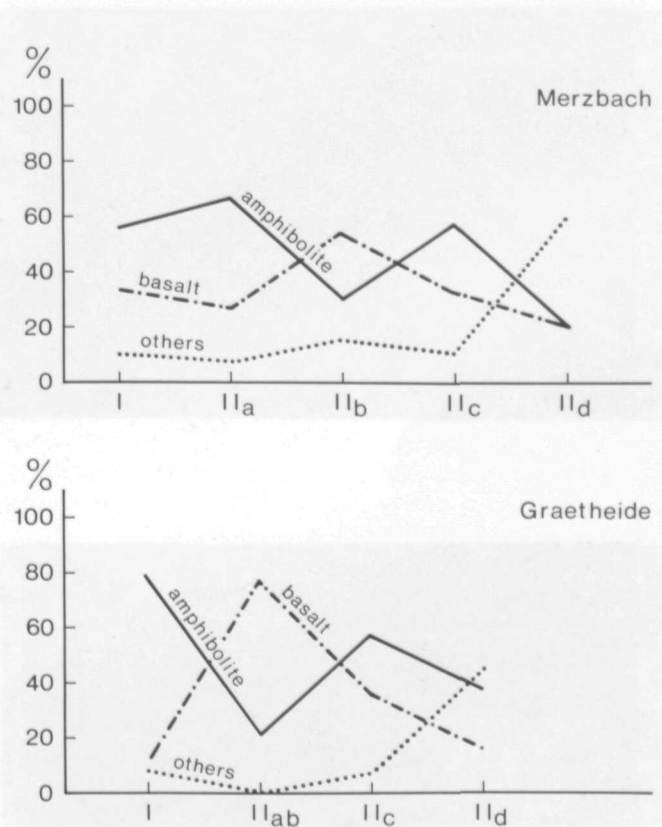 %
Merzbach
100
80
60
40
20
0
amphibolite
basalt
others
I IIa IIb IIc IId
%
Graetheide
100
80
60
40
20
0
amphibolite
basalt
others
I IIab IIc IId